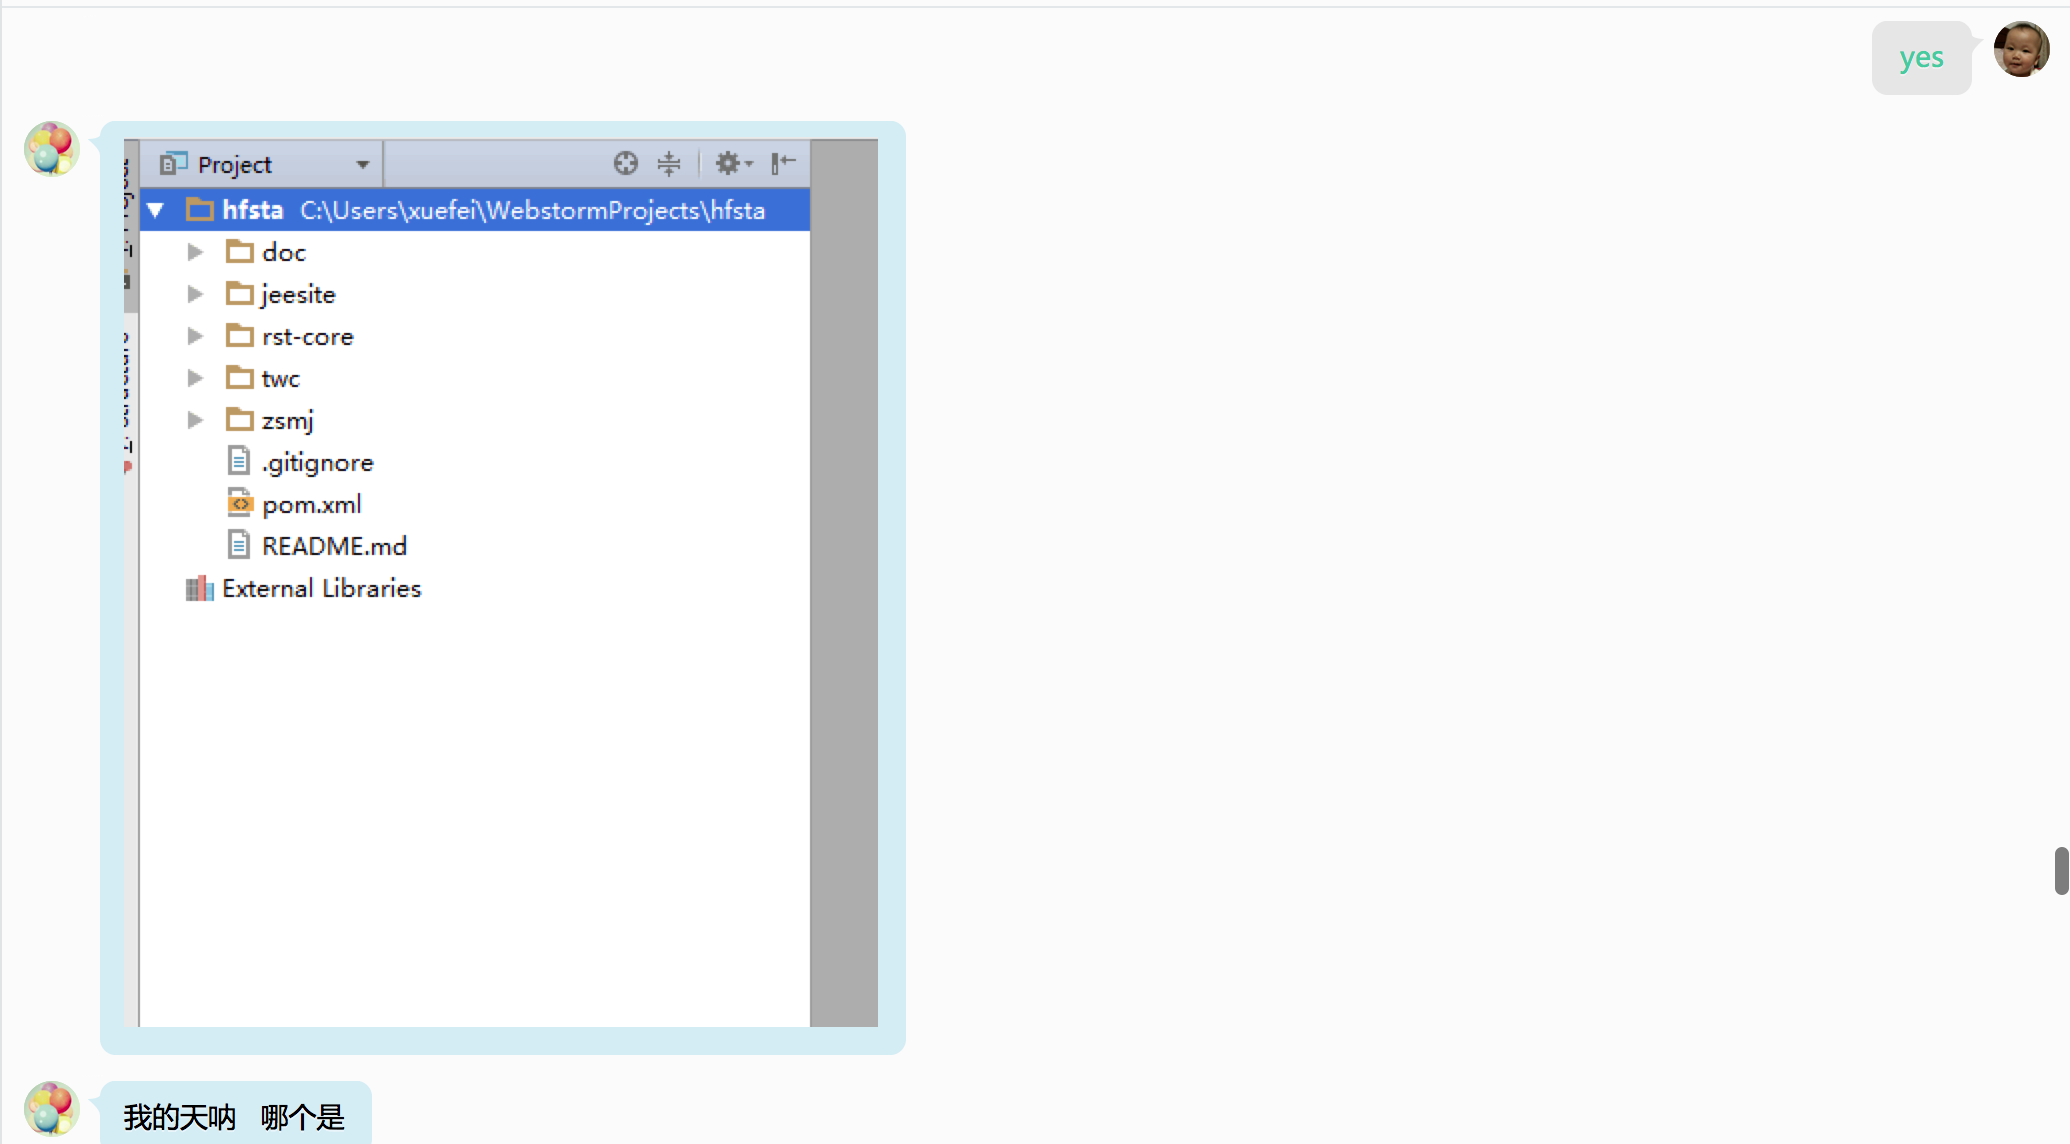 yes
Project
hfsta C:\Users\xuefei\WebstormProjects\hfsta
doc
jeesite
rst-core
twc
zsmj
.gitignore
pom.xml
README.md
External Libraries
我的天呐 哪个是